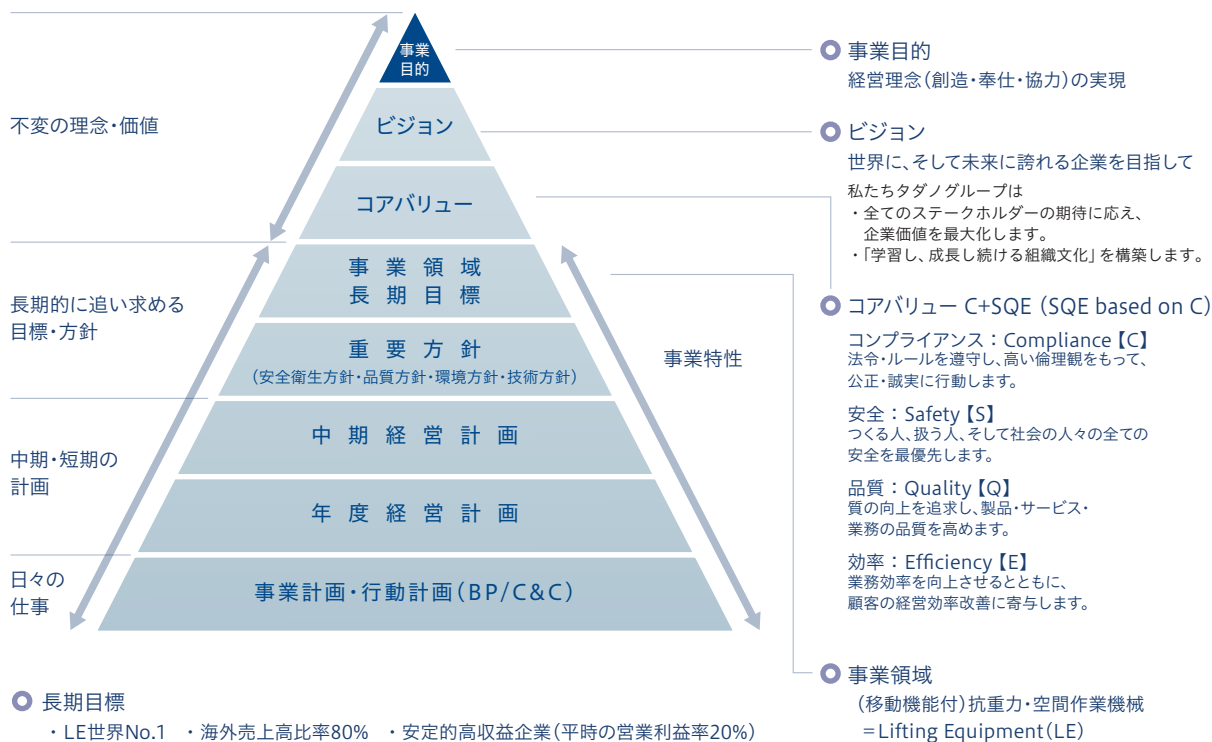 不変の理念・価値
長期的に追い求める
目標・方針
中期・短期の
計画
日々の
仕事
事業
目的
ビジョン
コアバリュー
事業領域
長期目標
重要方針
（安全衛生方針・品質方針・環境方針・技術方針）
中期経営計画
年度経営計画
事業計画・行動計画（BP/C&C）
事業特性
事業目的
経営理念（創造・奉仕・協力）の実現
ビジョン
世界に、そして未来に誇れる企業を目指して
私たちタダノグループは
・全てのステークホルダーの期待に応え、
企業価値を最大化します。
・「学習し、成長し続ける組織文化」を構築します。
コアバリュー C+SQE（SQE based on C）
コンプライアンス：Compliance【C】
法令・ルールを遵守し、高い倫理観をもって、
公正・誠実に行動します。
安全：Safety【S】
つくる人、扱う人、そして社会の人々の全ての
安全を最優先します。
品質：Quality【Q】
質の向上を追求し、製品・サービス・
業務の品質を高めます。
効率：Efficiency【E】
業務効率を向上させるとともに、
顧客の経営効率改善に寄与します。
事業領域
（移動機能付）抗重力・空間作業機械
＝Lifting Equipment（LE）
長期目標
・LE世界No.1 ・海外売上高比率80% ・安定的高収益企業（平時の営業利益率20%）